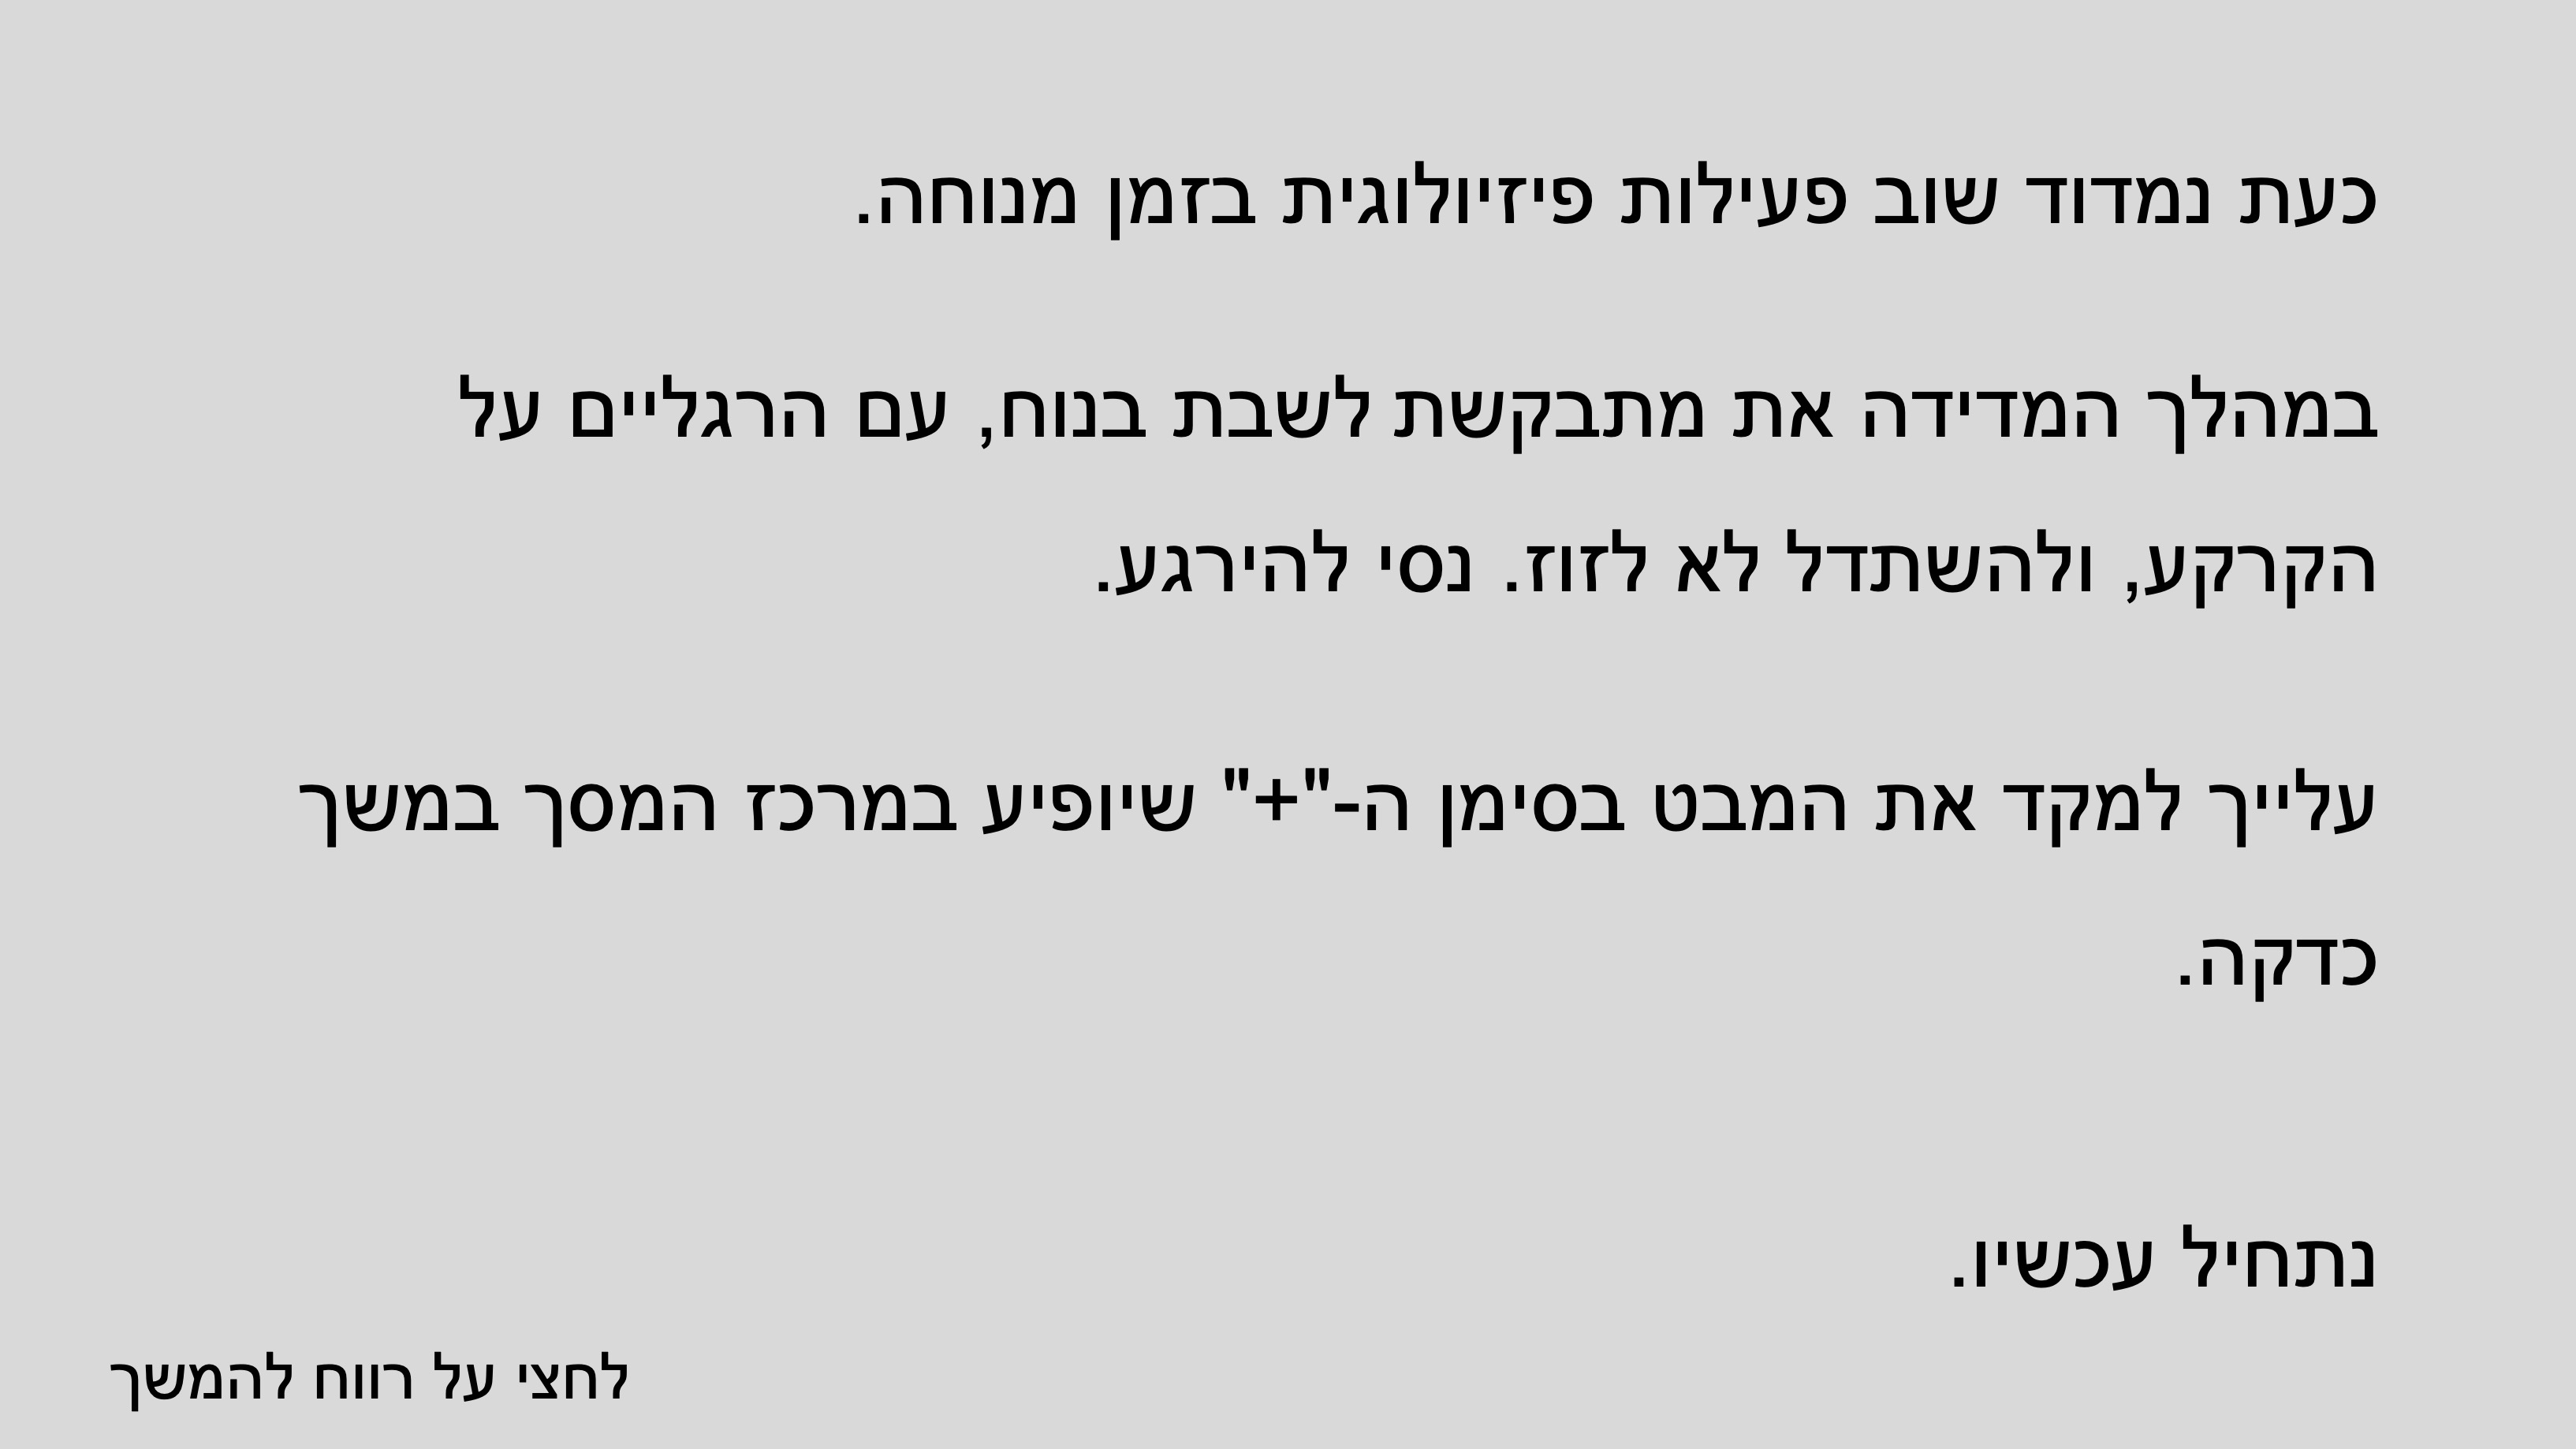 כעת נמדוד שוב פעילות פיזיולוגית בזמן מנוחה.
במהלך המדידה את מתבקשת לשבת בנוח, עם הרגליים על
הקרקע, ולהשתדל לא לזוז. נסי להירגע.
עלייך למקד את המבט בסימן ה-"+" שיופיע במרכז המסך במשך
כדקה.
נתחיל עכשיו.
לחצי על רווח להמשך